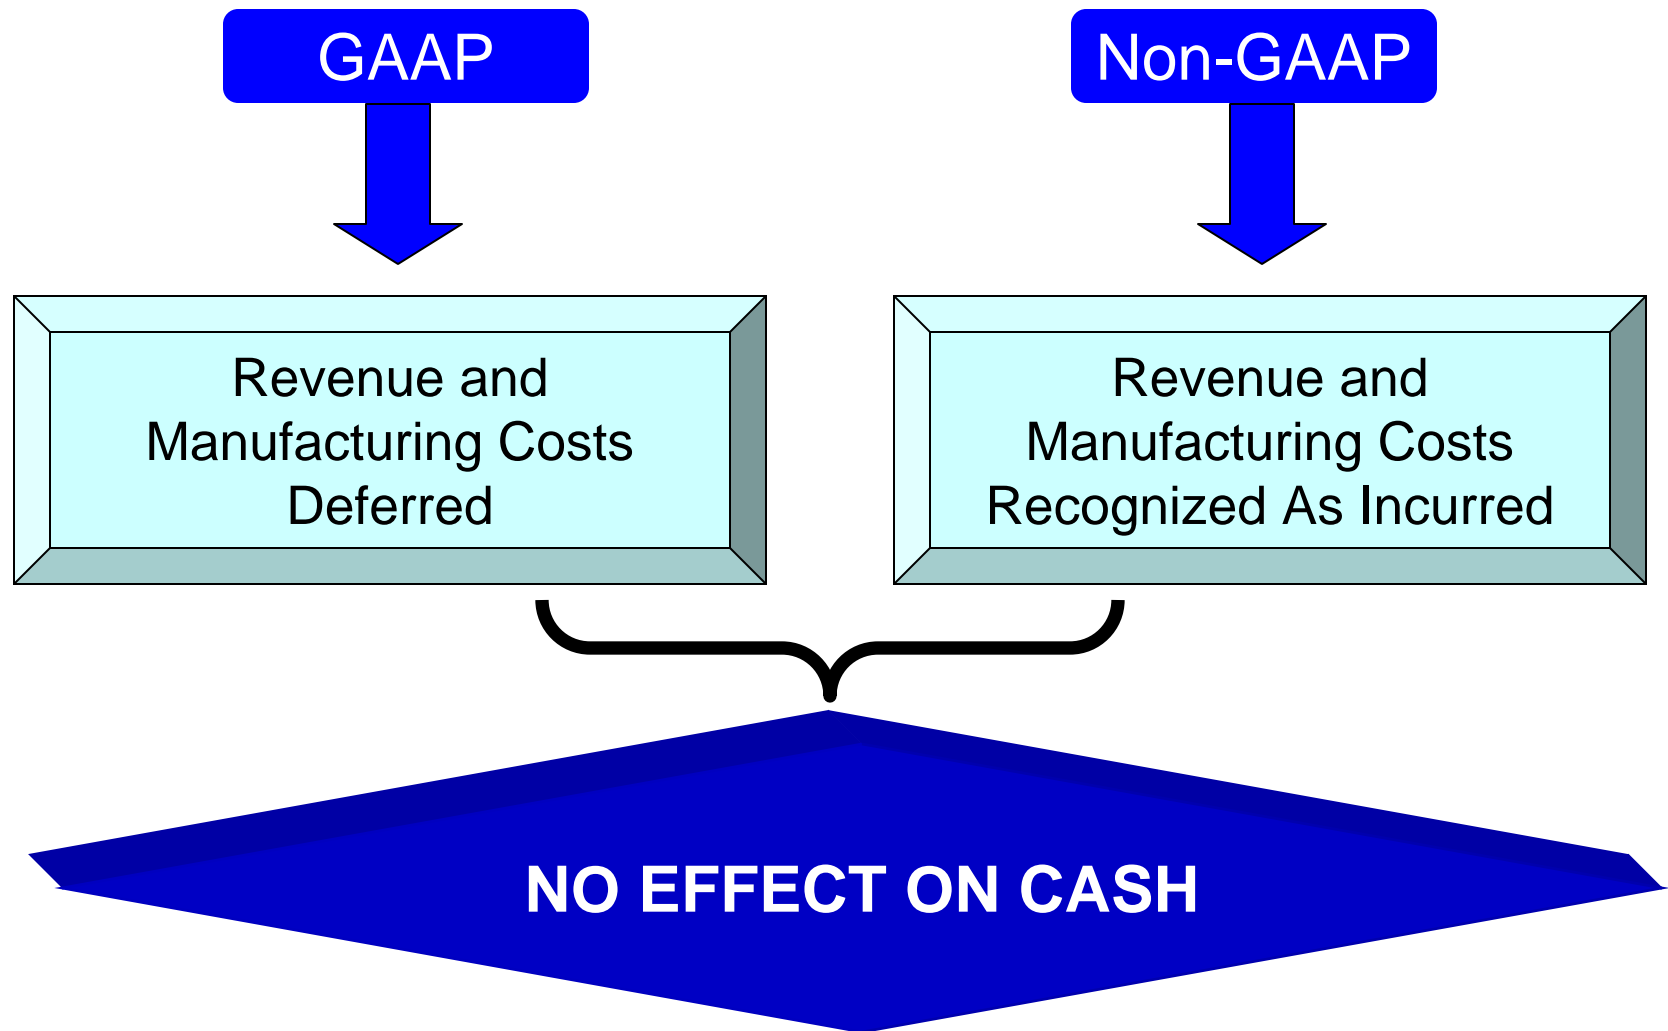 GAAP
Non-GAAP
Revenue and
Manufacturing Costs
Deferred
Revenue and
Manufacturing Costs
Recognized As Incurred
NO EFFECT ON CASH